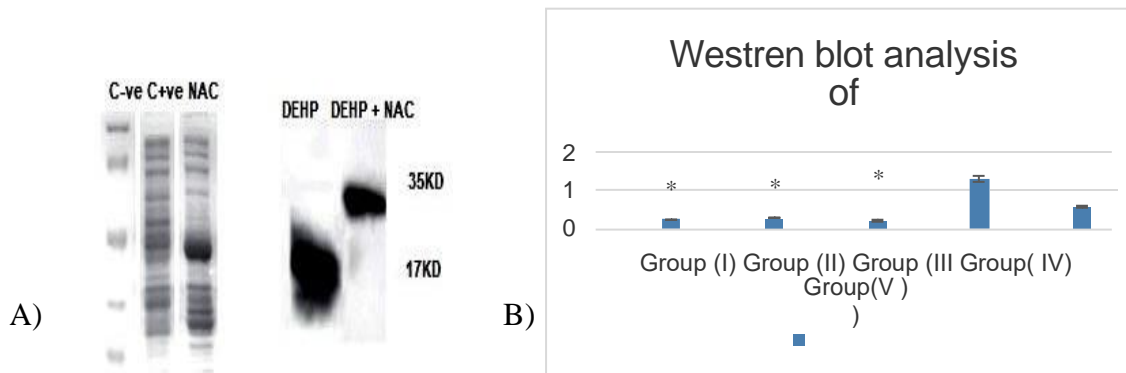 C-ve C+ve NAC
DEHP DEHP + NAC
35KD
17KD
A)
B)
Westren blot analysis
of
2
1
0
* * *
Group (I) Group (II) Group (III Group( IV)
Group(V )
)